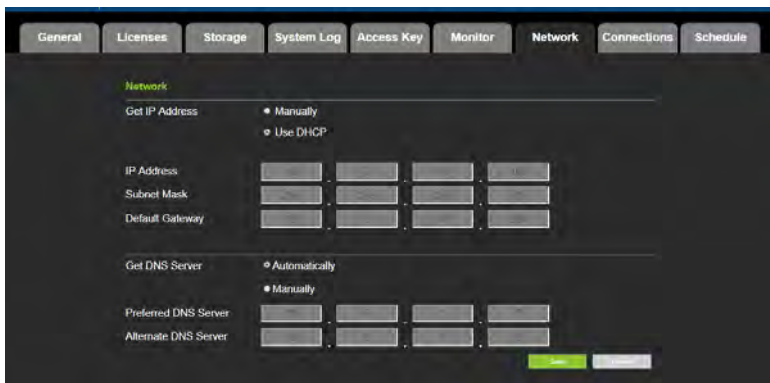 General Licenses Storage System Log Access Key Monitor Network Connections Schedule
Network
Get IP Address Manually
Use DHCP
IP Address
Subnet Mask
Default Gateway
Get DNS Server Automatically
Manually
Preferred DNS Server
Alternate DNS Server